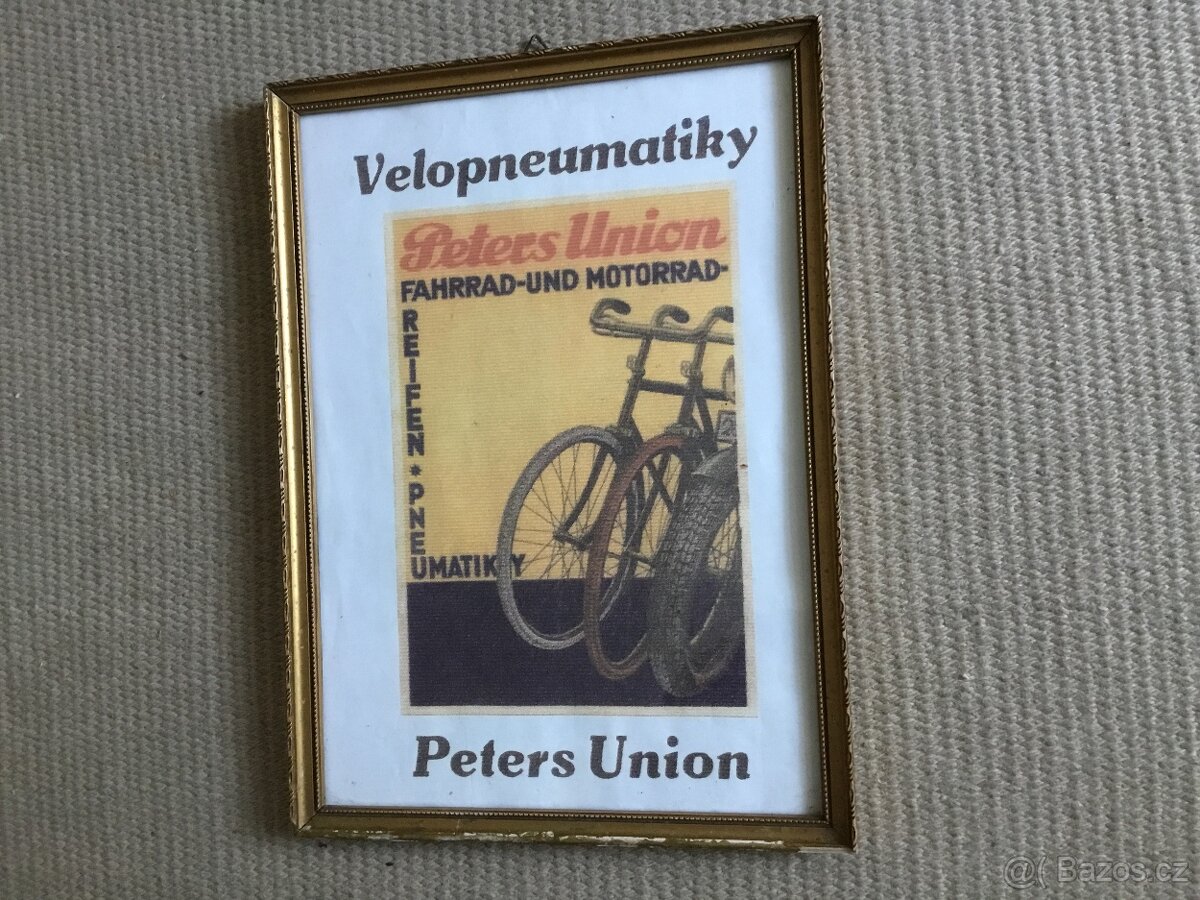 Velopneumatiky
Peters Union
FAHRRAD-UND MOTORRAD-
REIFEN * PNEUMATIKY
Peters Union
@( Bazos.cz